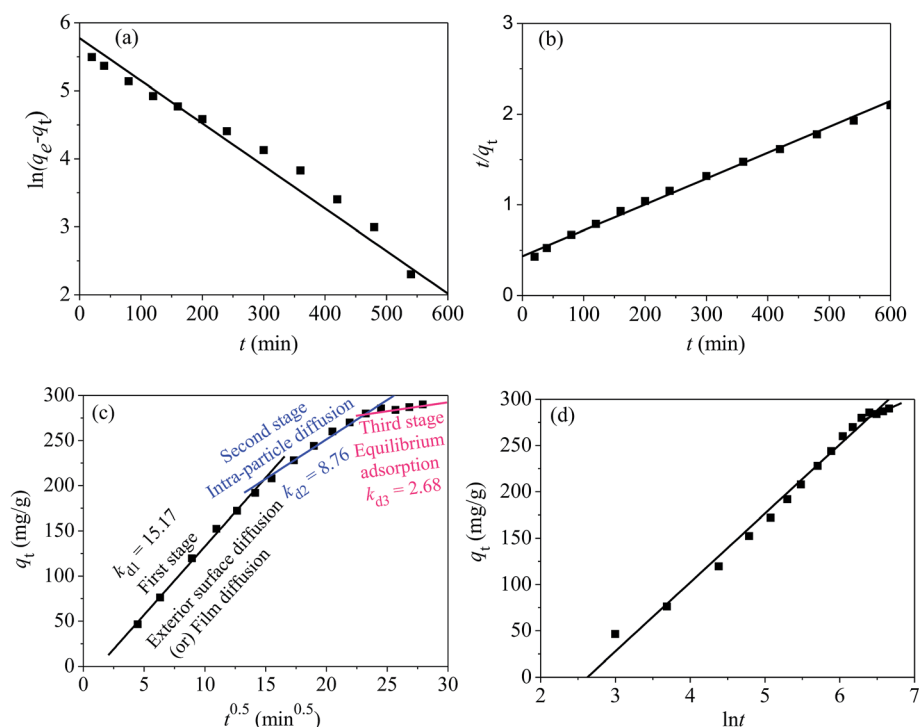 (a)
6
5
4
3
2
ln(qe-qt)
0 100 200 300 400 500 600
t (min)
(b)
3
2
1
0
t/qt
0 100 200 300 400 500 600
t (min)
(c)
300
250
200
150
100
50
0
qt (mg/g)
kd1 = 15.17
First stage
Exterior surface diffusion
(or) Film diffusion
Second stage
Intra-particle diffusion
kd2 = 8.76
Third stage
Equilibrium
adsorption
kd3 = 2.68
0 5 10 15 20 25 30
t0.5 (min0.5)
(d)
300
250
200
150
100
50
0
qt (mg/g)
2 3 4 5 6 7
lnt